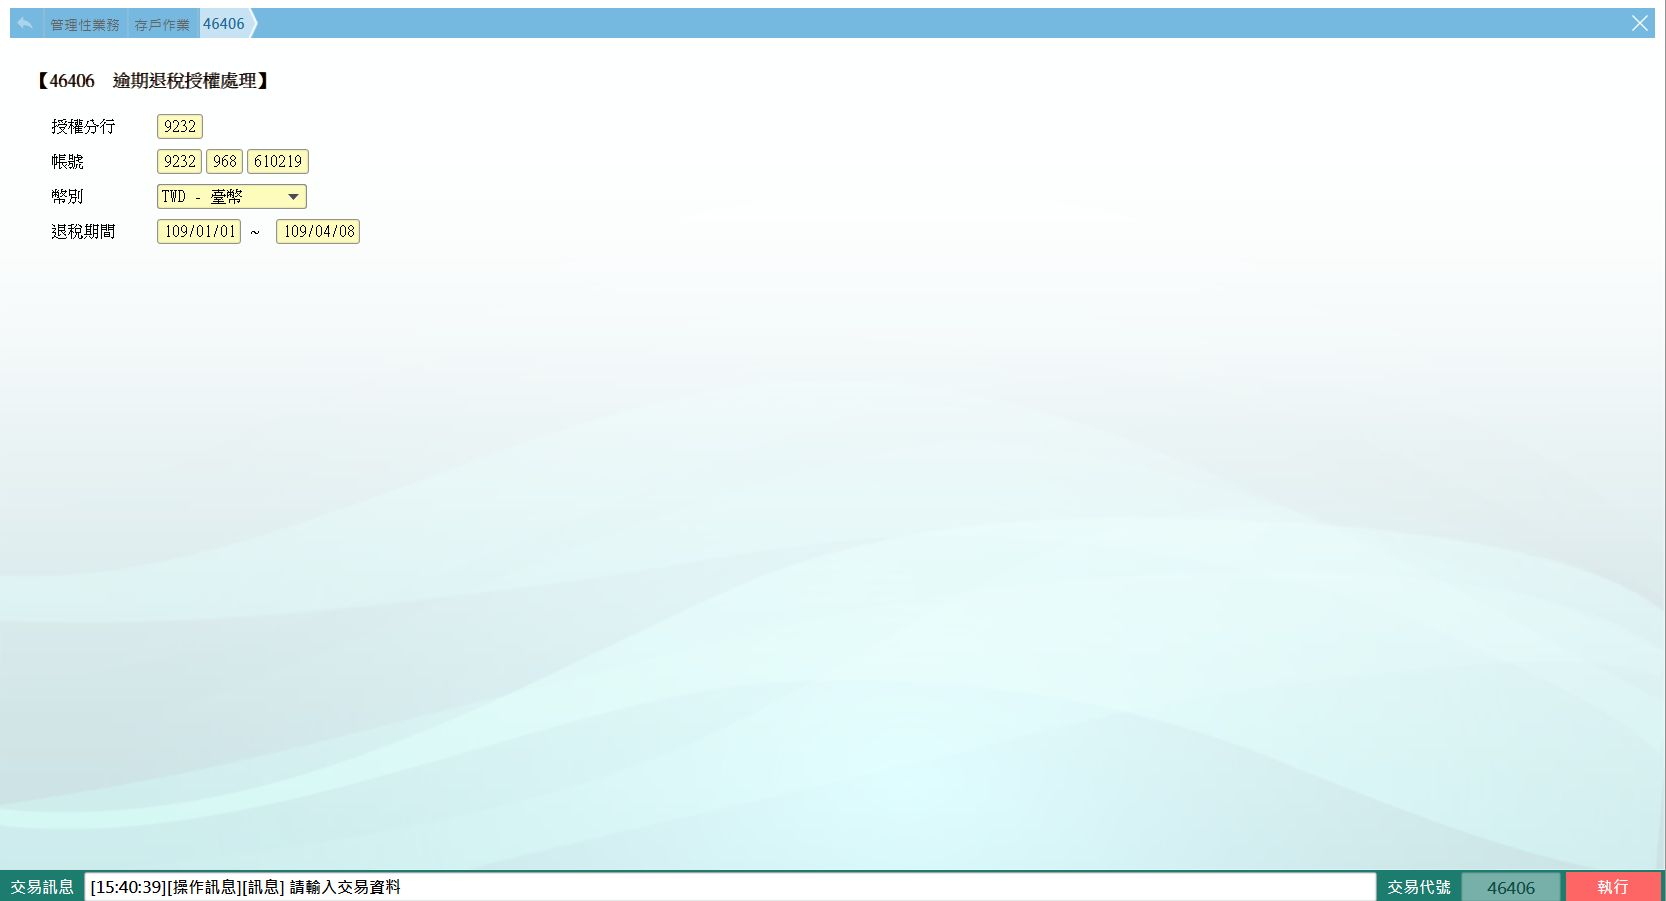 管理性業務 存戶作業 46406
【46406 逾期退稅授權處理】
授權分行 9232
帳號 9232 968 610219
幣別 TWD - 臺幣
退稅期間 109/01/01 ~ 109/04/08
交易訊息 [15:40:39][操作訊息][訊息] 請輸入交易資料 交易代號 46406 執行